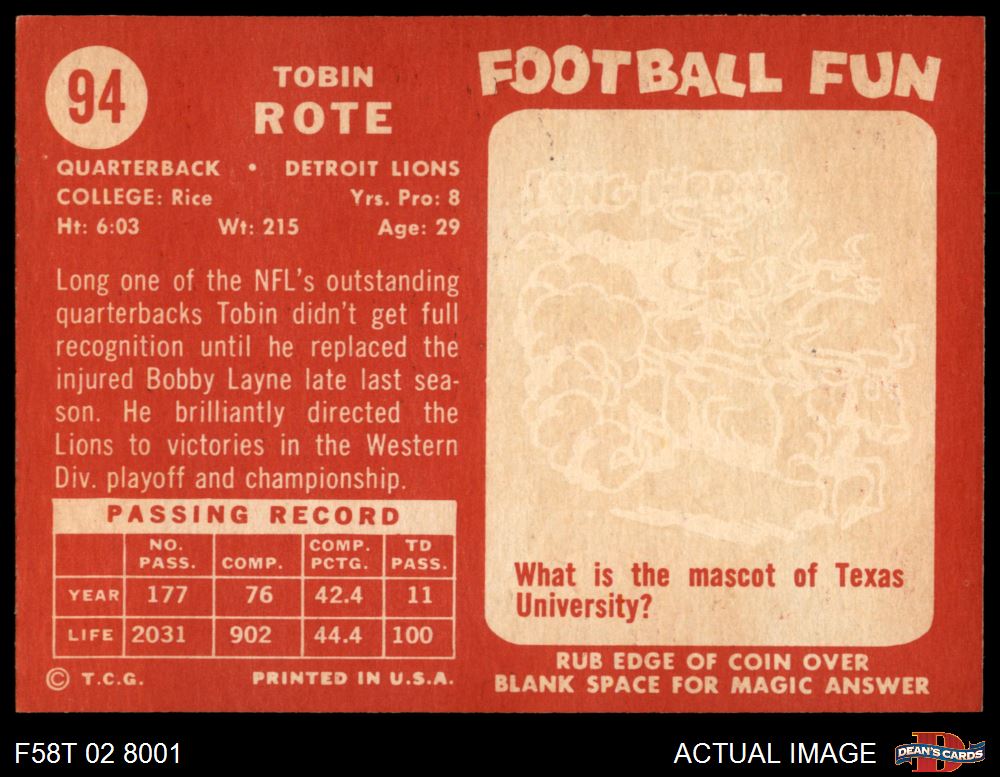 94
TOBIN
ROTE
QUARTERBACK • DETROIT LIONS
COLLEGE: Rice Yrs. Pro: 8
Ht: 6:03 Wt: 215 Age: 29
Long one of the NFL's outstanding
quarterbacks Tobin didn't get full
recognition until he replaced the
injured Bobby Layne late last sea-
son. He brilliantly directed the
Lions to victories in the Western
Div. playoff and championship.
PASSING RECORD
NO. PASS. COMP. COMP. PCTG. TD PASS.
YEAR 177 76 42.4 11
LIFE 2031 902 44.4 100
© T.C.G. PRINTED IN U.S.A.
FOOTBALL FUN
LONG HORNS
What is the mascot of Texas
University?
RUB EDGE OF COIN OVER
BLANK SPACE FOR MAGIC ANSWER
F58T 02 8001
ACTUAL IMAGE
DEAN'S CARDS